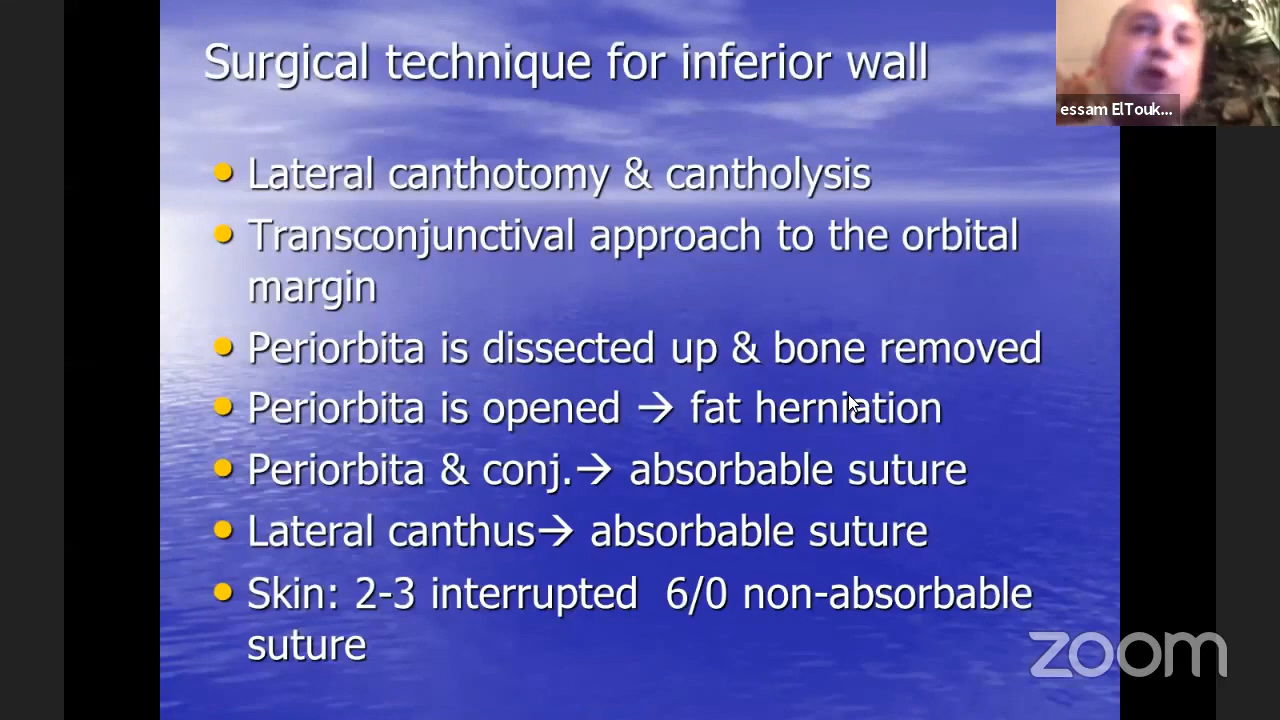 Surgical technique for inferior wall
essam ElTouk...
• Lateral canthotomy & cantholysis
• Transconjunctival approach to the orbital
margin
• Periorbita is dissected up & bone removed
• Periorbita is opened → fat herniation
• Periorbita & conj.→ absorbable suture
• Lateral canthus→ absorbable suture
• Skin: 2-3 interrupted 6/0 non-absorbable
suture
zoom